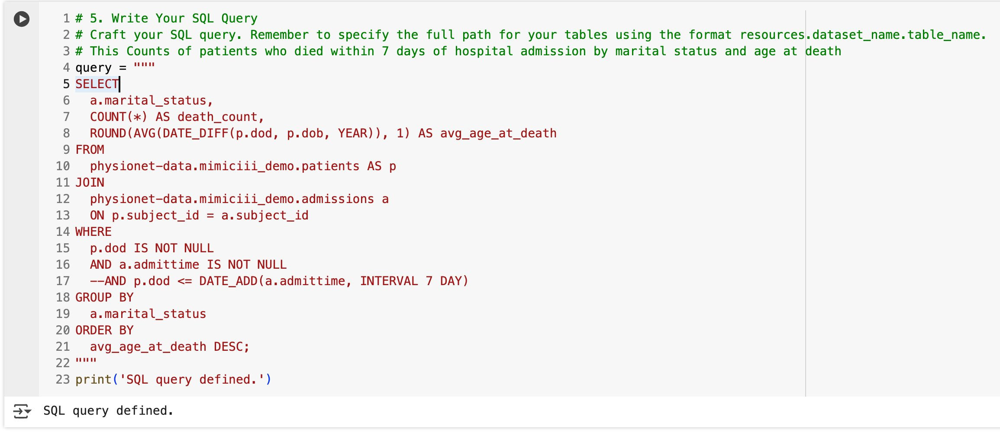 1 # 5. Write Your SQL Query
2 # Craft your SQL query. Remember to specify the full path for your tables using the format resources.dataset_name.table_name.
3 # This Counts of patients who died within 7 days of hospital admission by marital status and age at death
4 query = """
5 SELECT
6   a.marital_status,
7   COUNT(*) AS death_count,
8   ROUND(AVG(DATE_DIFF(p.dod, p.dob, YEAR)), 1) AS avg_age_at_death
9 FROM
10   physionet-data.mimiciii_demo.patients AS p
11 JOIN
12   physionet-data.mimiciii_demo.admissions a
13   ON p.subject_id = a.subject_id
14 WHERE
15   p.dod IS NOT NULL
16   AND a.admittime IS NOT NULL
17   --AND p.dod <= DATE_ADD(a.admittime, INTERVAL 7 DAY)
18 GROUP BY
19   a.marital_status
20 ORDER BY
21   avg_age_at_death DESC;
22 """
23 print('SQL query defined.')
SQL query defined.